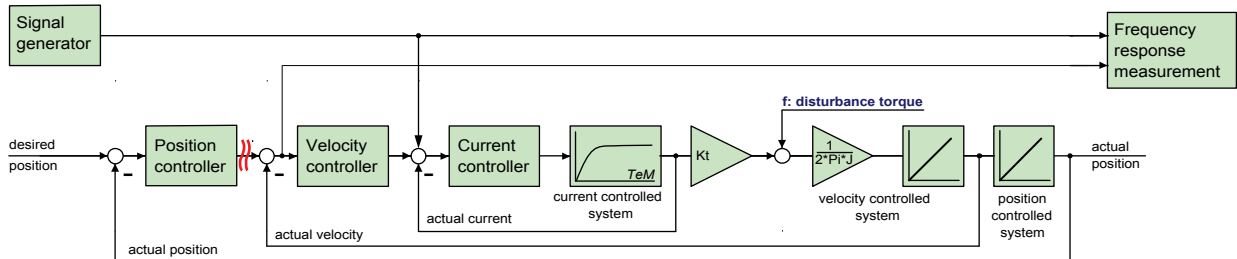 Signal
generator
Frequency
response
measurement
f: disturbance torque
desired
position
Position
controller
Velocity
controller
Current
controller
TeM
current controlled
system
Kt
1
2*Pi*J
velocity controlled
system
position
controlled
system
actual
position
actual current
actual velocity
actual position